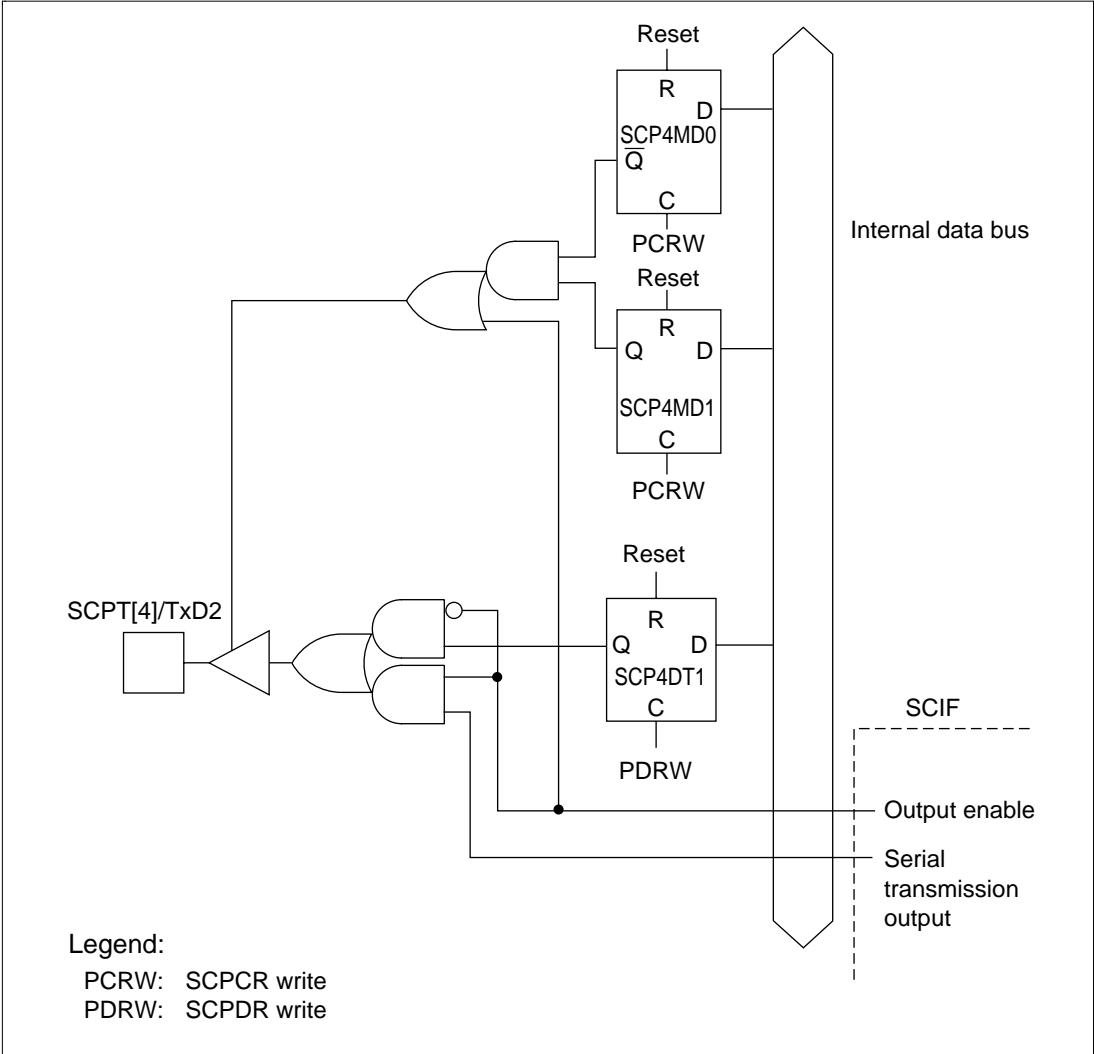 Reset
R
D
SCP4MD0
Q̅
C
PCRW
Internal data bus
Reset
R
Q D
SCP4MD1
C
PCRW
Reset
SCPT[4]/TxD2
R
Q D
SCP4DT1
C
PDRW
SCIF
Output enable
Serial
transmission
output
Legend:
PCRW: SCPCR write
PDRW: SCPDR write